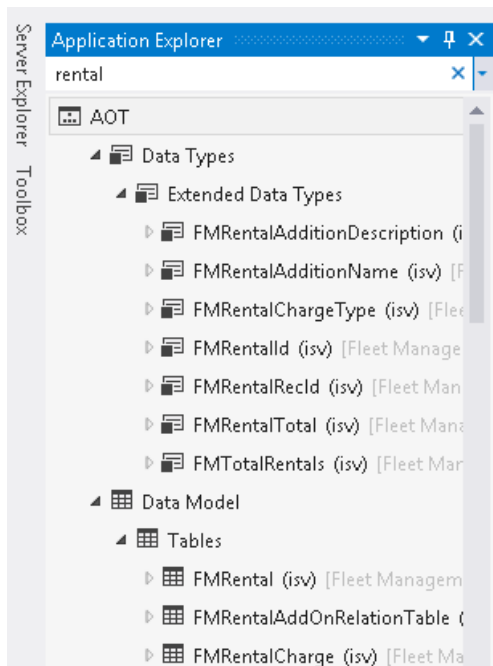 Server Explorer
Toolbox
Application Explorer
rental
AOT
Data Types
Extended Data Types
FMRentalAdditionDescription (i
FMRentalAdditionName (isv) [F
FMRentalChargeType (isv) [Flee
FMRentalId (isv) [Fleet Manage
FMRentalRecId (isv) [Fleet Man
FMRentalTotal (isv) [Fleet Mana
FMTotalRentals (isv) [Fleet Mar
Data Model
Tables
FMRental (isv) [Fleet Managem
FMRentalAddOnRelationTable (
FMRentalCharge (isv) [Fleet Ma